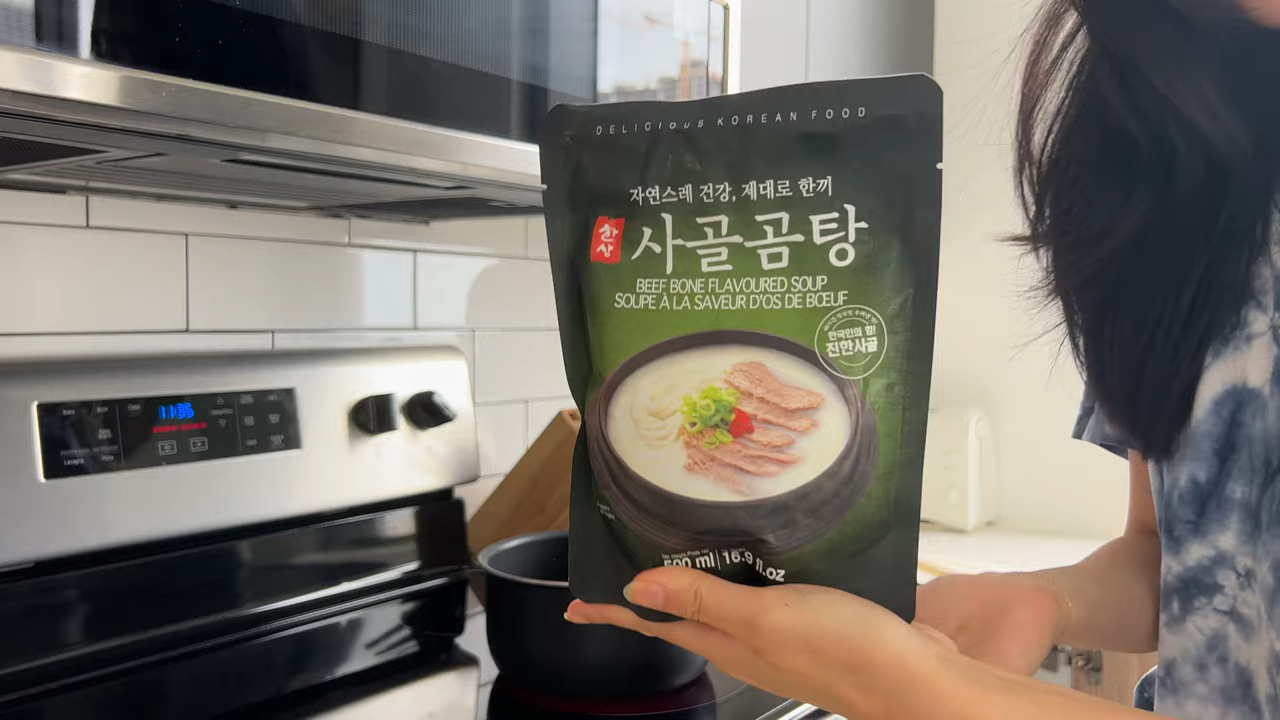 DELICIOUS KOREAN FOOD
자연스레 건강, 제대로 한끼
한상
사골곰탕
BEEF BONE FLAVOURED SOUP
SOUPE À LA SAVEUR D'OS DE BŒUF
한국인의 힘!
진한사골
500 ml 16.9 fl.oz